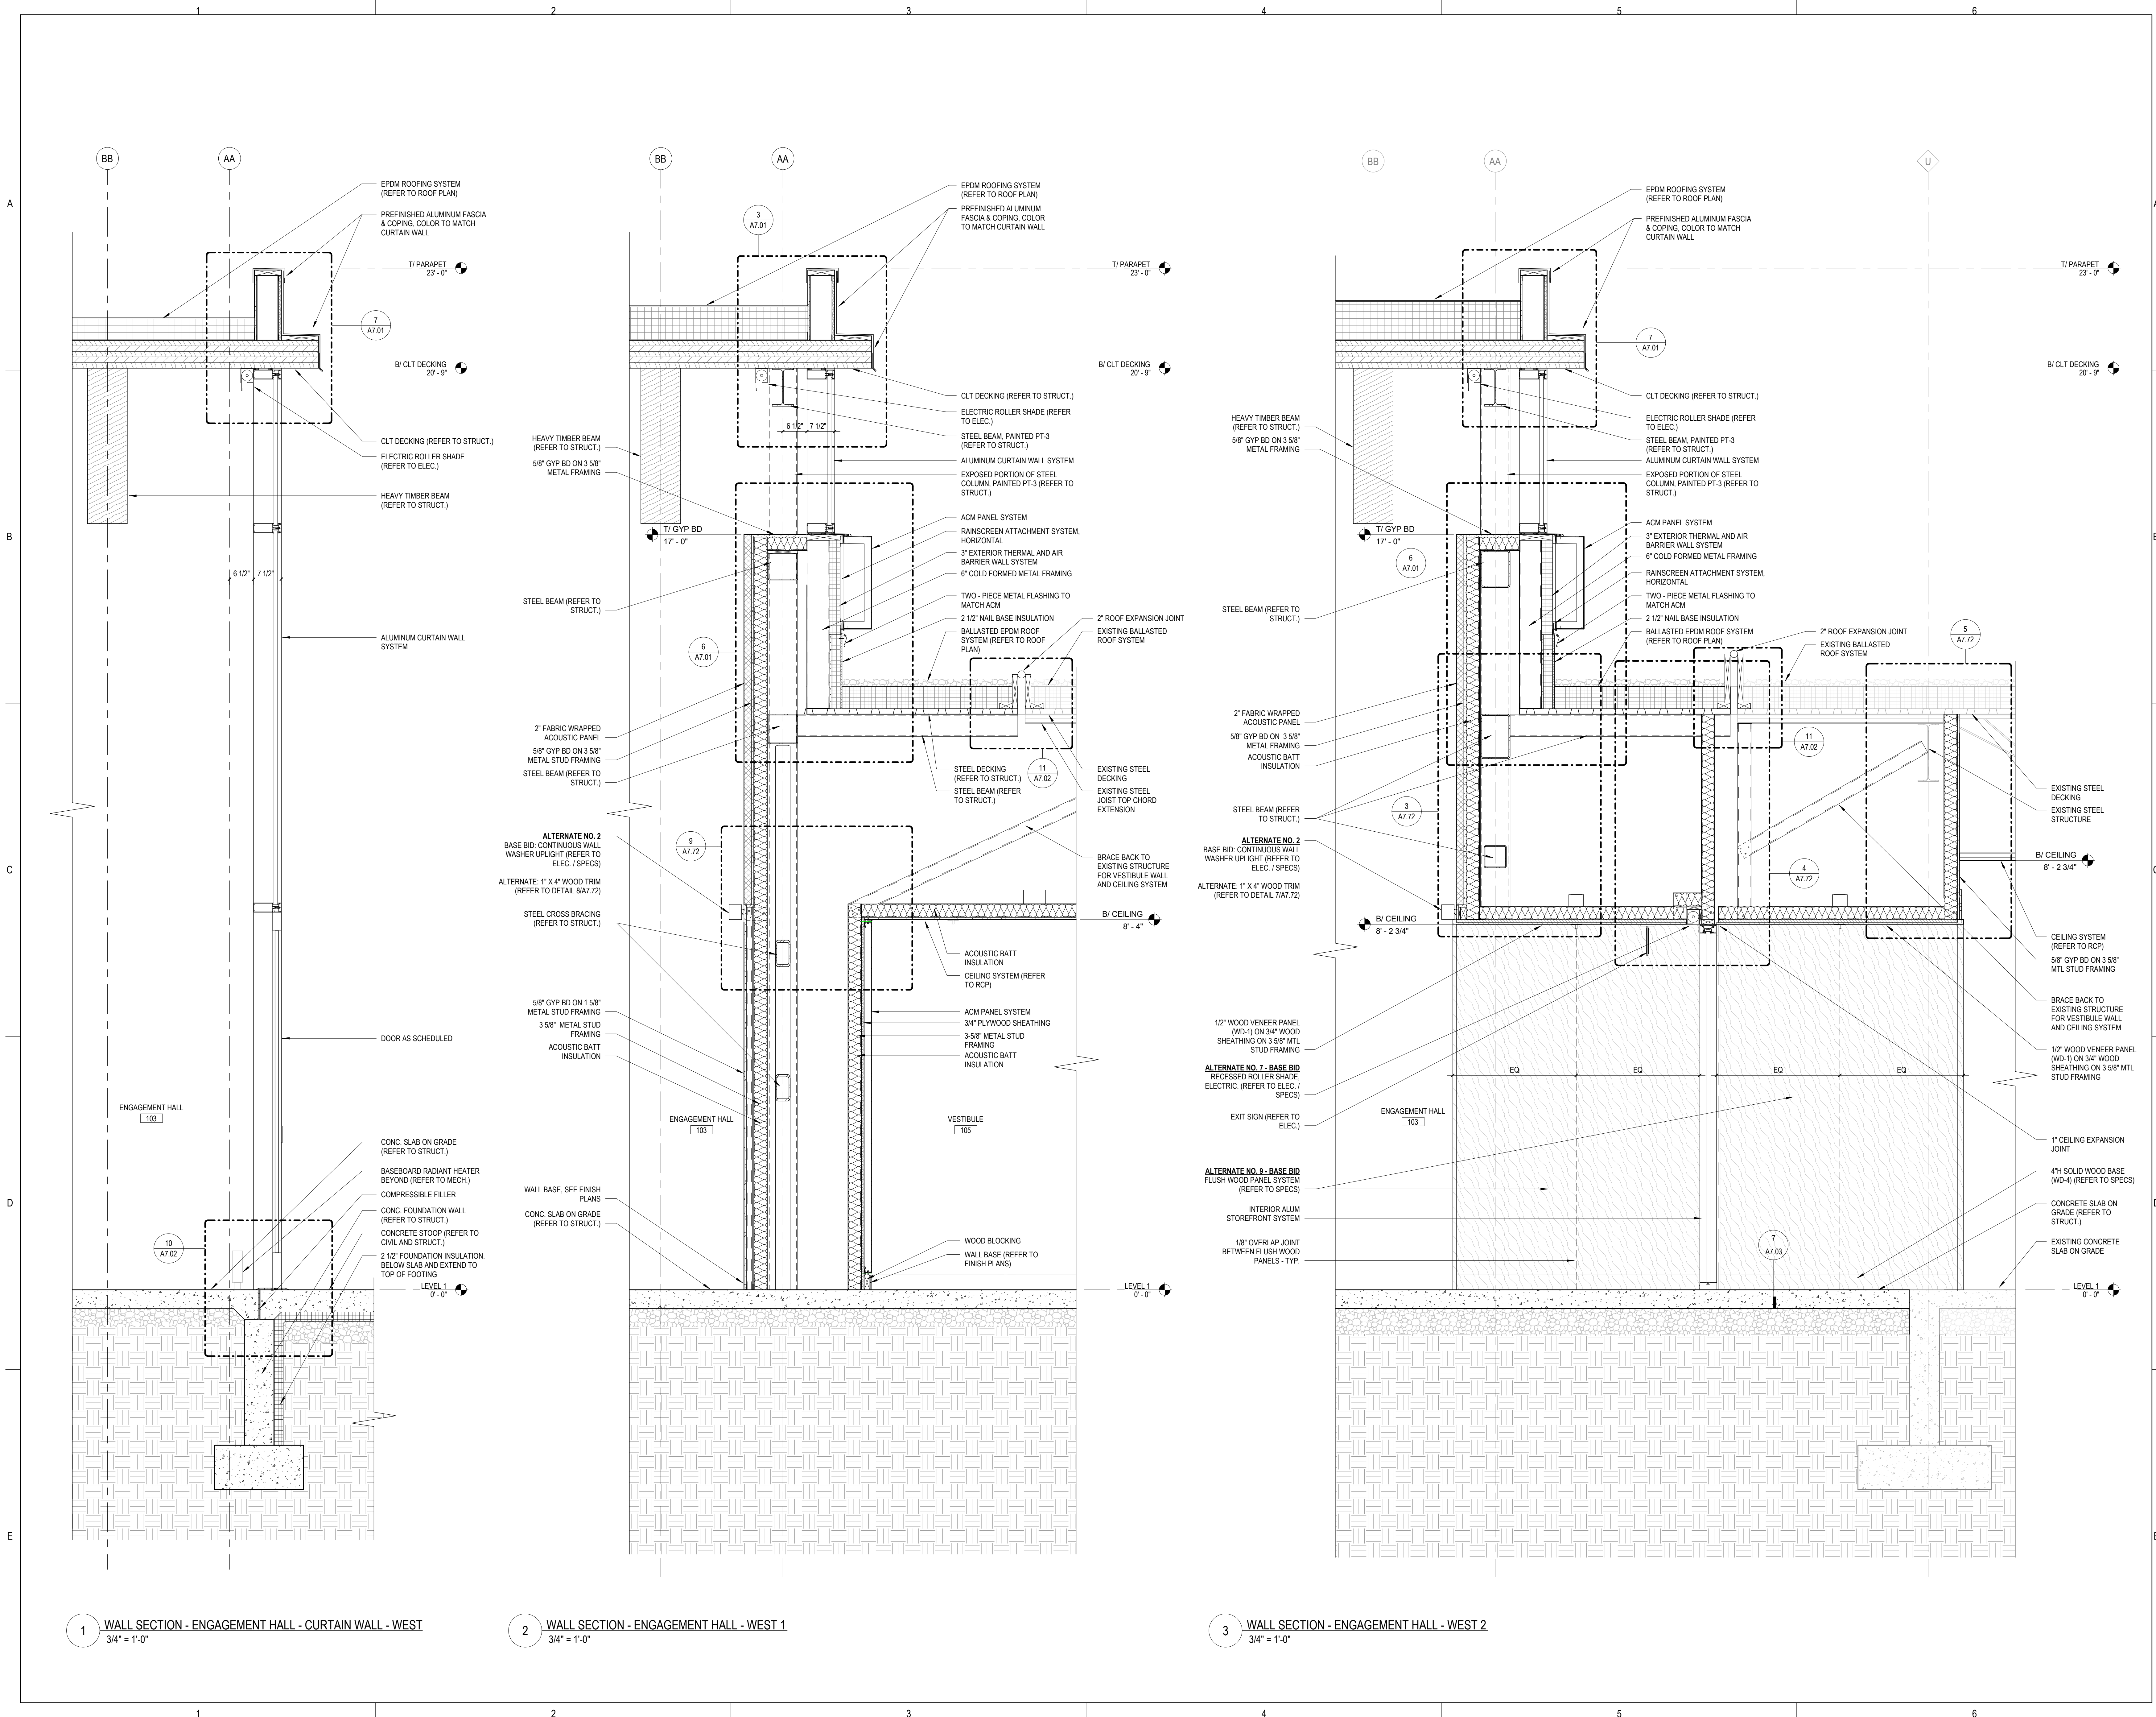 1
2
3
4
5
6
A
B
C
D
E
BB
AA
EPDM ROOFING SYSTEM
(REFER TO ROOF PLAN)
PREFINISHED ALUMINUM FASCIA
& COPING, COLOR TO MATCH
CURTAIN WALL
T/ PARAPET
23' - 0"
7
A7.01
B/ CLT DECKING
20' - 9"
CLT DECKING (REFER TO STRUCT.)
ELECTRIC ROLLER SHADE
(REFER TO ELEC.)
HEAVY TIMBER BEAM
(REFER TO STRUCT.)
6 1/2"
7 1/2"
ALUMINUM CURTAIN WALL
SYSTEM
DOOR AS SCHEDULED
ENGAGEMENT HALL
103
CONC. SLAB ON GRADE
(REFER TO STRUCT.)
BASEBOARD RADIANT HEATER
BEYOND (REFER TO MECH.)
COMPRESSIBLE FILLER
CONC. FOUNDATION WALL
(REFER TO STRUCT.)
CONCRETE STOOP (REFER TO
CIVIL AND STRUCT.)
2 1/2" FOUNDATION INSULATION.
BELOW SLAB AND EXTEND TO
TOP OF FOOTING
10
A7.02
LEVEL 1
0' - 0"
1
WALL SECTION - ENGAGEMENT HALL - CURTAIN WALL - WEST
3/4" = 1'-0"
BB
AA
3
A7.01
EPDM ROOFING SYSTEM
(REFER TO ROOF PLAN)
PREFINISHED ALUMINUM
FASCIA & COPING, COLOR
TO MATCH CURTAIN WALL
T/ PARAPET
23' - 0"
B/ CLT DECKING
20' - 9"
CLT DECKING (REFER TO STRUCT.)
ELECTRIC ROLLER SHADE (REFER
TO ELEC.)
STEEL BEAM, PAINTED PT-3
(REFER TO STRUCT.)
ALUMINUM CURTAIN WALL SYSTEM
EXPOSED PORTION OF STEEL
COLUMN, PAINTED PT-3 (REFER TO
STRUCT.)
6 1/2"
7 1/2"
HEAVY TIMBER BEAM
(REFER TO STRUCT.)
5/8" GYP BD ON 3 5/8"
METAL FRAMING
T/ GYP BD
17' - 0"
ACM PANEL SYSTEM
RAINSCREEN ATTACHMENT SYSTEM,
HORIZONTAL
3" EXTERIOR THERMAL AND AIR
BARRIER WALL SYSTEM
6" COLD FORMED METAL FRAMING
TWO - PIECE METAL FLASHING TO
MATCH ACM
2 1/2" NAIL BASE INSULATION
BALLASTED EPDM ROOF
SYSTEM (REFER TO ROOF
PLAN)
2" ROOF EXPANSION JOINT
EXISTING BALLASTED
ROOF SYSTEM
STEEL BEAM (REFER TO
STRUCT.)
6
A7.01
2" FABRIC WRAPPED
ACOUSTIC PANEL
5/8" GYP BD ON 3 5/8"
METAL STUD FRAMING
STEEL BEAM (REFER TO
STRUCT.)
STEEL DECKING
(REFER TO STRUCT.)
STEEL BEAM (REFER
TO STRUCT.)
11
A7.02
EXISTING STEEL
DECKING
EXISTING STEEL
JOIST TOP CHORD
EXTENSION
ALTERNATE NO. 2
BASE BID: CONTINUOUS WALL
WASHER UPLIGHT (REFER TO
ELEC. / SPECS)
ALTERNATE: 1" X 4" WOOD TRIM
(REFER TO DETAIL 8/A7.72)
9
A7.72
STEEL CROSS BRACING
(REFER TO STRUCT.)
BRACE BACK TO
EXISTING STRUCTURE
FOR VESTIBULE WALL
AND CEILING SYSTEM
B/ CEILING
8' - 4"
ACOUSTIC BATT
INSULATION
CEILING SYSTEM (REFER
TO RCP)
5/8" GYP BD ON 1 5/8"
METAL STUD FRAMING
3 5/8" METAL STUD
FRAMING
ACOUSTIC BATT
INSULATION
ACM PANEL SYSTEM
3/4" PLYWOOD SHEATHING
3-5/8" METAL STUD
FRAMING
ACOUSTIC BATT
INSULATION
ENGAGEMENT HALL
103
VESTIBULE
105
WALL BASE, SEE FINISH
PLANS
CONC. SLAB ON GRADE
(REFER TO STRUCT.)
WOOD BLOCKING
WALL BASE (REFER TO
FINISH PLANS)
LEVEL 1
0' - 0"
2
WALL SECTION - ENGAGEMENT HALL - WEST 1
3/4" = 1'-0"
BB
AA
U
EPDM ROOFING SYSTEM
(REFER TO ROOF PLAN)
PREFINISHED ALUMINUM FASCIA
& COPING, COLOR TO MATCH
CURTAIN WALL
T/ PARAPET
23' - 0"
7
A7.01
B/ CLT DECKING
20' - 9"
CLT DECKING (REFER TO STRUCT.)
ELECTRIC ROLLER SHADE (REFER
TO ELEC.)
STEEL BEAM, PAINTED PT-3
(REFER TO STRUCT.)
ALUMINUM CURTAIN WALL SYSTEM
EXPOSED PORTION OF STEEL
COLUMN, PAINTED PT-3 (REFER TO
STRUCT.)
HEAVY TIMBER BEAM
(REFER TO STRUCT.)
5/8" GYP BD ON 3 5/8"
METAL FRAMING
T/ GYP BD
17' - 0"
6
A7.01
ACM PANEL SYSTEM
3" EXTERIOR THERMAL AND AIR
BARRIER WALL SYSTEM
6" COLD FORMED METAL FRAMING
RAINSCREEN ATTACHMENT SYSTEM,
HORIZONTAL
TWO - PIECE METAL FLASHING TO
MATCH ACM
2 1/2" NAIL BASE INSULATION
BALLASTED EPDM ROOF SYSTEM
(REFER TO ROOF PLAN)
2" ROOF EXPANSION JOINT
EXISTING BALLASTED
ROOF SYSTEM
5
A7.72
STEEL BEAM (REFER TO
STRUCT.)
2" FABRIC WRAPPED
ACOUSTIC PANEL
5/8" GYP BD ON 3 5/8"
METAL FRAMING
ACOUSTIC BATT
INSULATION
11
A7.02
3
A7.72
STEEL BEAM (REFER
TO STRUCT.)
EXISTING STEEL
DECKING
EXISTING STEEL
STRUCTURE
ALTERNATE NO. 2
BASE BID: CONTINUOUS WALL
WASHER UPLIGHT (REFER TO
ELEC. / SPECS)
ALTERNATE: 1" X 4" WOOD TRIM
(REFER TO DETAIL 7/A7.72)
4
A7.72
B/ CEILING
8' - 2 3/4"
B/ CEILING
8' - 2 3/4"
CEILING SYSTEM
(REFER TO RCP)
5/8" GYP BD ON 3 5/8"
MTL STUD FRAMING
BRACE BACK TO
EXISTING STRUCTURE
FOR VESTIBULE WALL
AND CEILING SYSTEM
1/2" WOOD VENEER PANEL
(WD-1) ON 3/4" WOOD
SHEATHING ON 3 5/8" MTL
STUD FRAMING
1/2" WOOD VENEER PANEL
(WD-1) ON 3/4" WOOD
SHEATHING ON 3 5/8" MTL
STUD FRAMING
ALTERNATE NO. 7 - BASE BID
RECESSED ROLLER SHADE,
ELECTRIC. (REFER TO ELEC. /
SPECS)
EXIT SIGN (REFER TO
ELEC.)
EQ
EQ
EQ
EQ
ENGAGEMENT HALL
103
ALTERNATE NO. 9 - BASE BID
FLUSH WOOD PANEL SYSTEM
(REFER TO SPECS)
INTERIOR ALUM
STOREFRONT SYSTEM
1/8" OVERLAP JOINT
BETWEEN FLUSH WOOD
PANELS - TYP.
7
A7.03
1" CEILING EXPANSION
JOINT
4"H SOLID WOOD BASE
(WD-4) (REFER TO SPECS)
CONCRETE SLAB ON
GRADE (REFER TO
STRUCT.)
EXISTING CONCRETE
SLAB ON GRADE
LEVEL 1
0' - 0"
3
WALL SECTION - ENGAGEMENT HALL - WEST 2
3/4" = 1'-0"
1
2
3
4
5
6